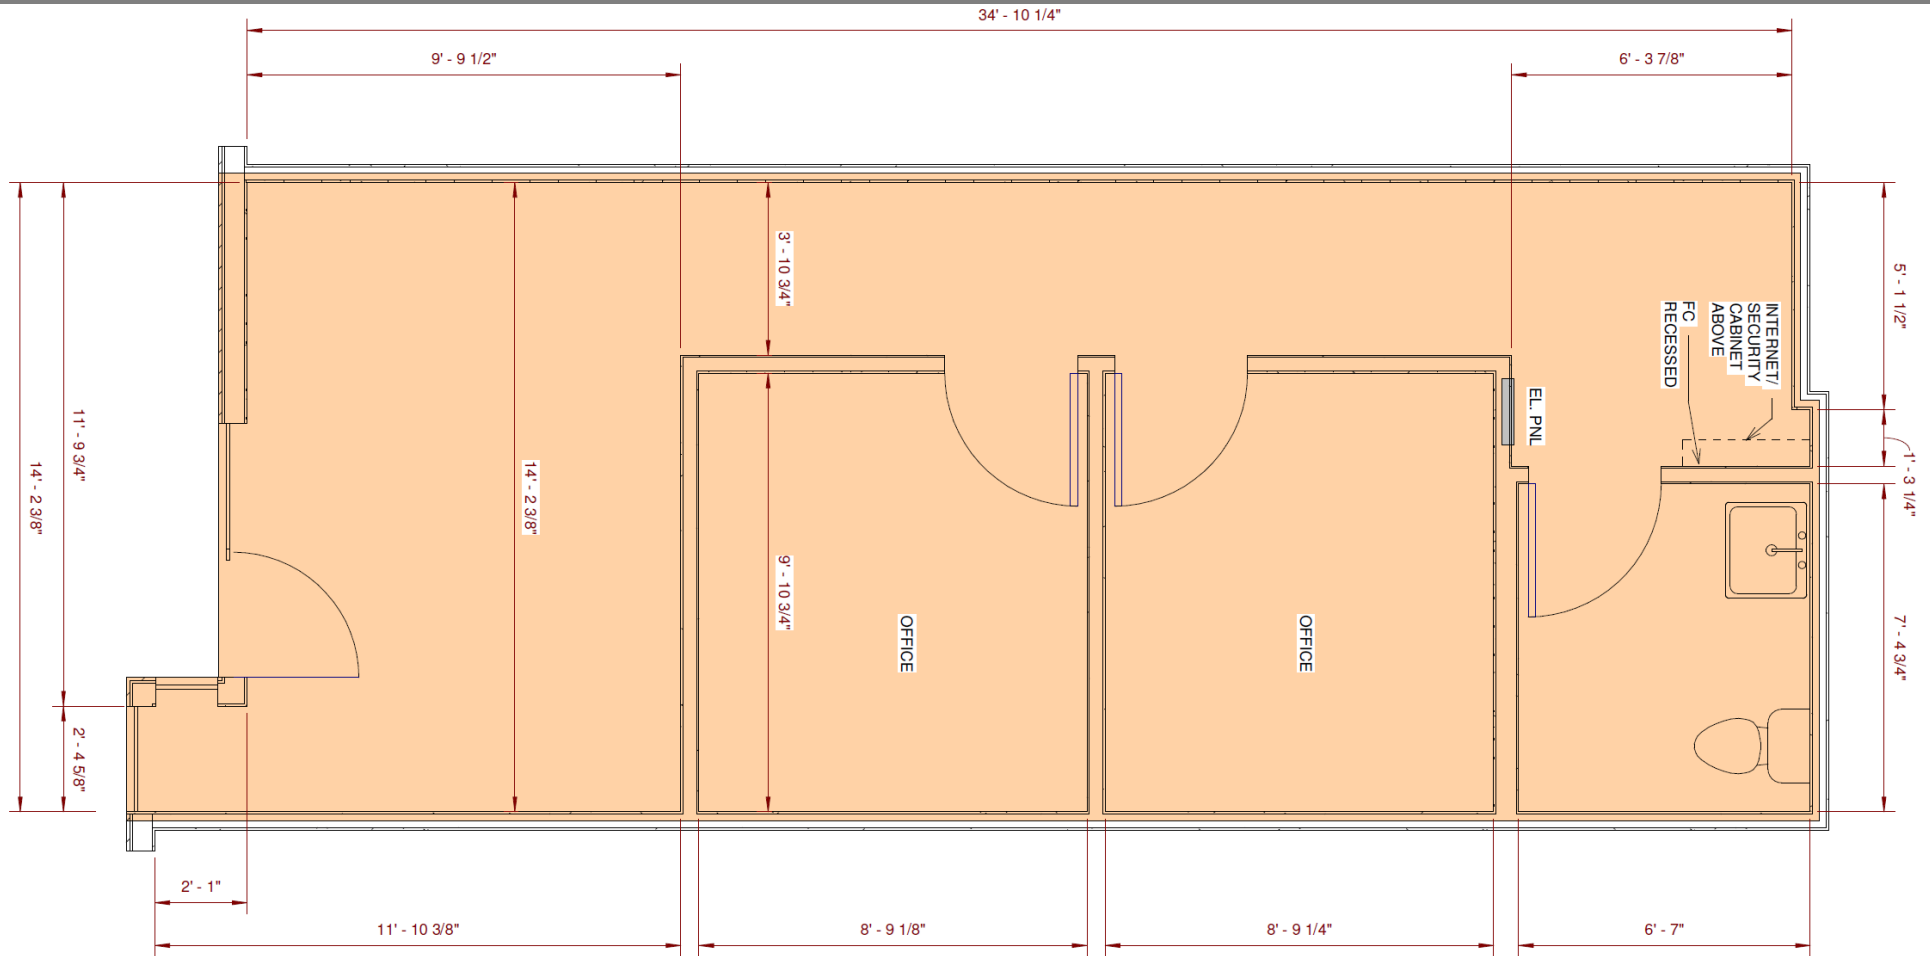 34' - 10 1/4"
9' - 9 1/2"
6' - 3 7/8"
3' - 10 3/4"
5' - 1 1/2"
INTERNET/
SECURITY
CABINET
ABOVE
FC
RECESSED
EL. PNL
11' - 9 3/4"
14' - 2 3/8"
14' - 2 3/8"
1' - 3 1/4"
9' - 10 3/4"
OFFICE
OFFICE
7' - 4 3/4"
2' - 4 5/8"
2' - 1"
11' - 10 3/8"
8' - 9 1/8"
8' - 9 1/4"
6' - 7"